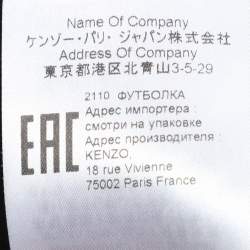 Name Of Company
ケンゾー・パリ・ジャパン株式会社
Address Of Company
東京都港区北青山3-5-29
2110 ФУТБОЛКА
Адрес импортера :
смотри на упаковке
Адрес производителя :
KENZO,
18 rue Vivienne
75002 Paris France
EAC